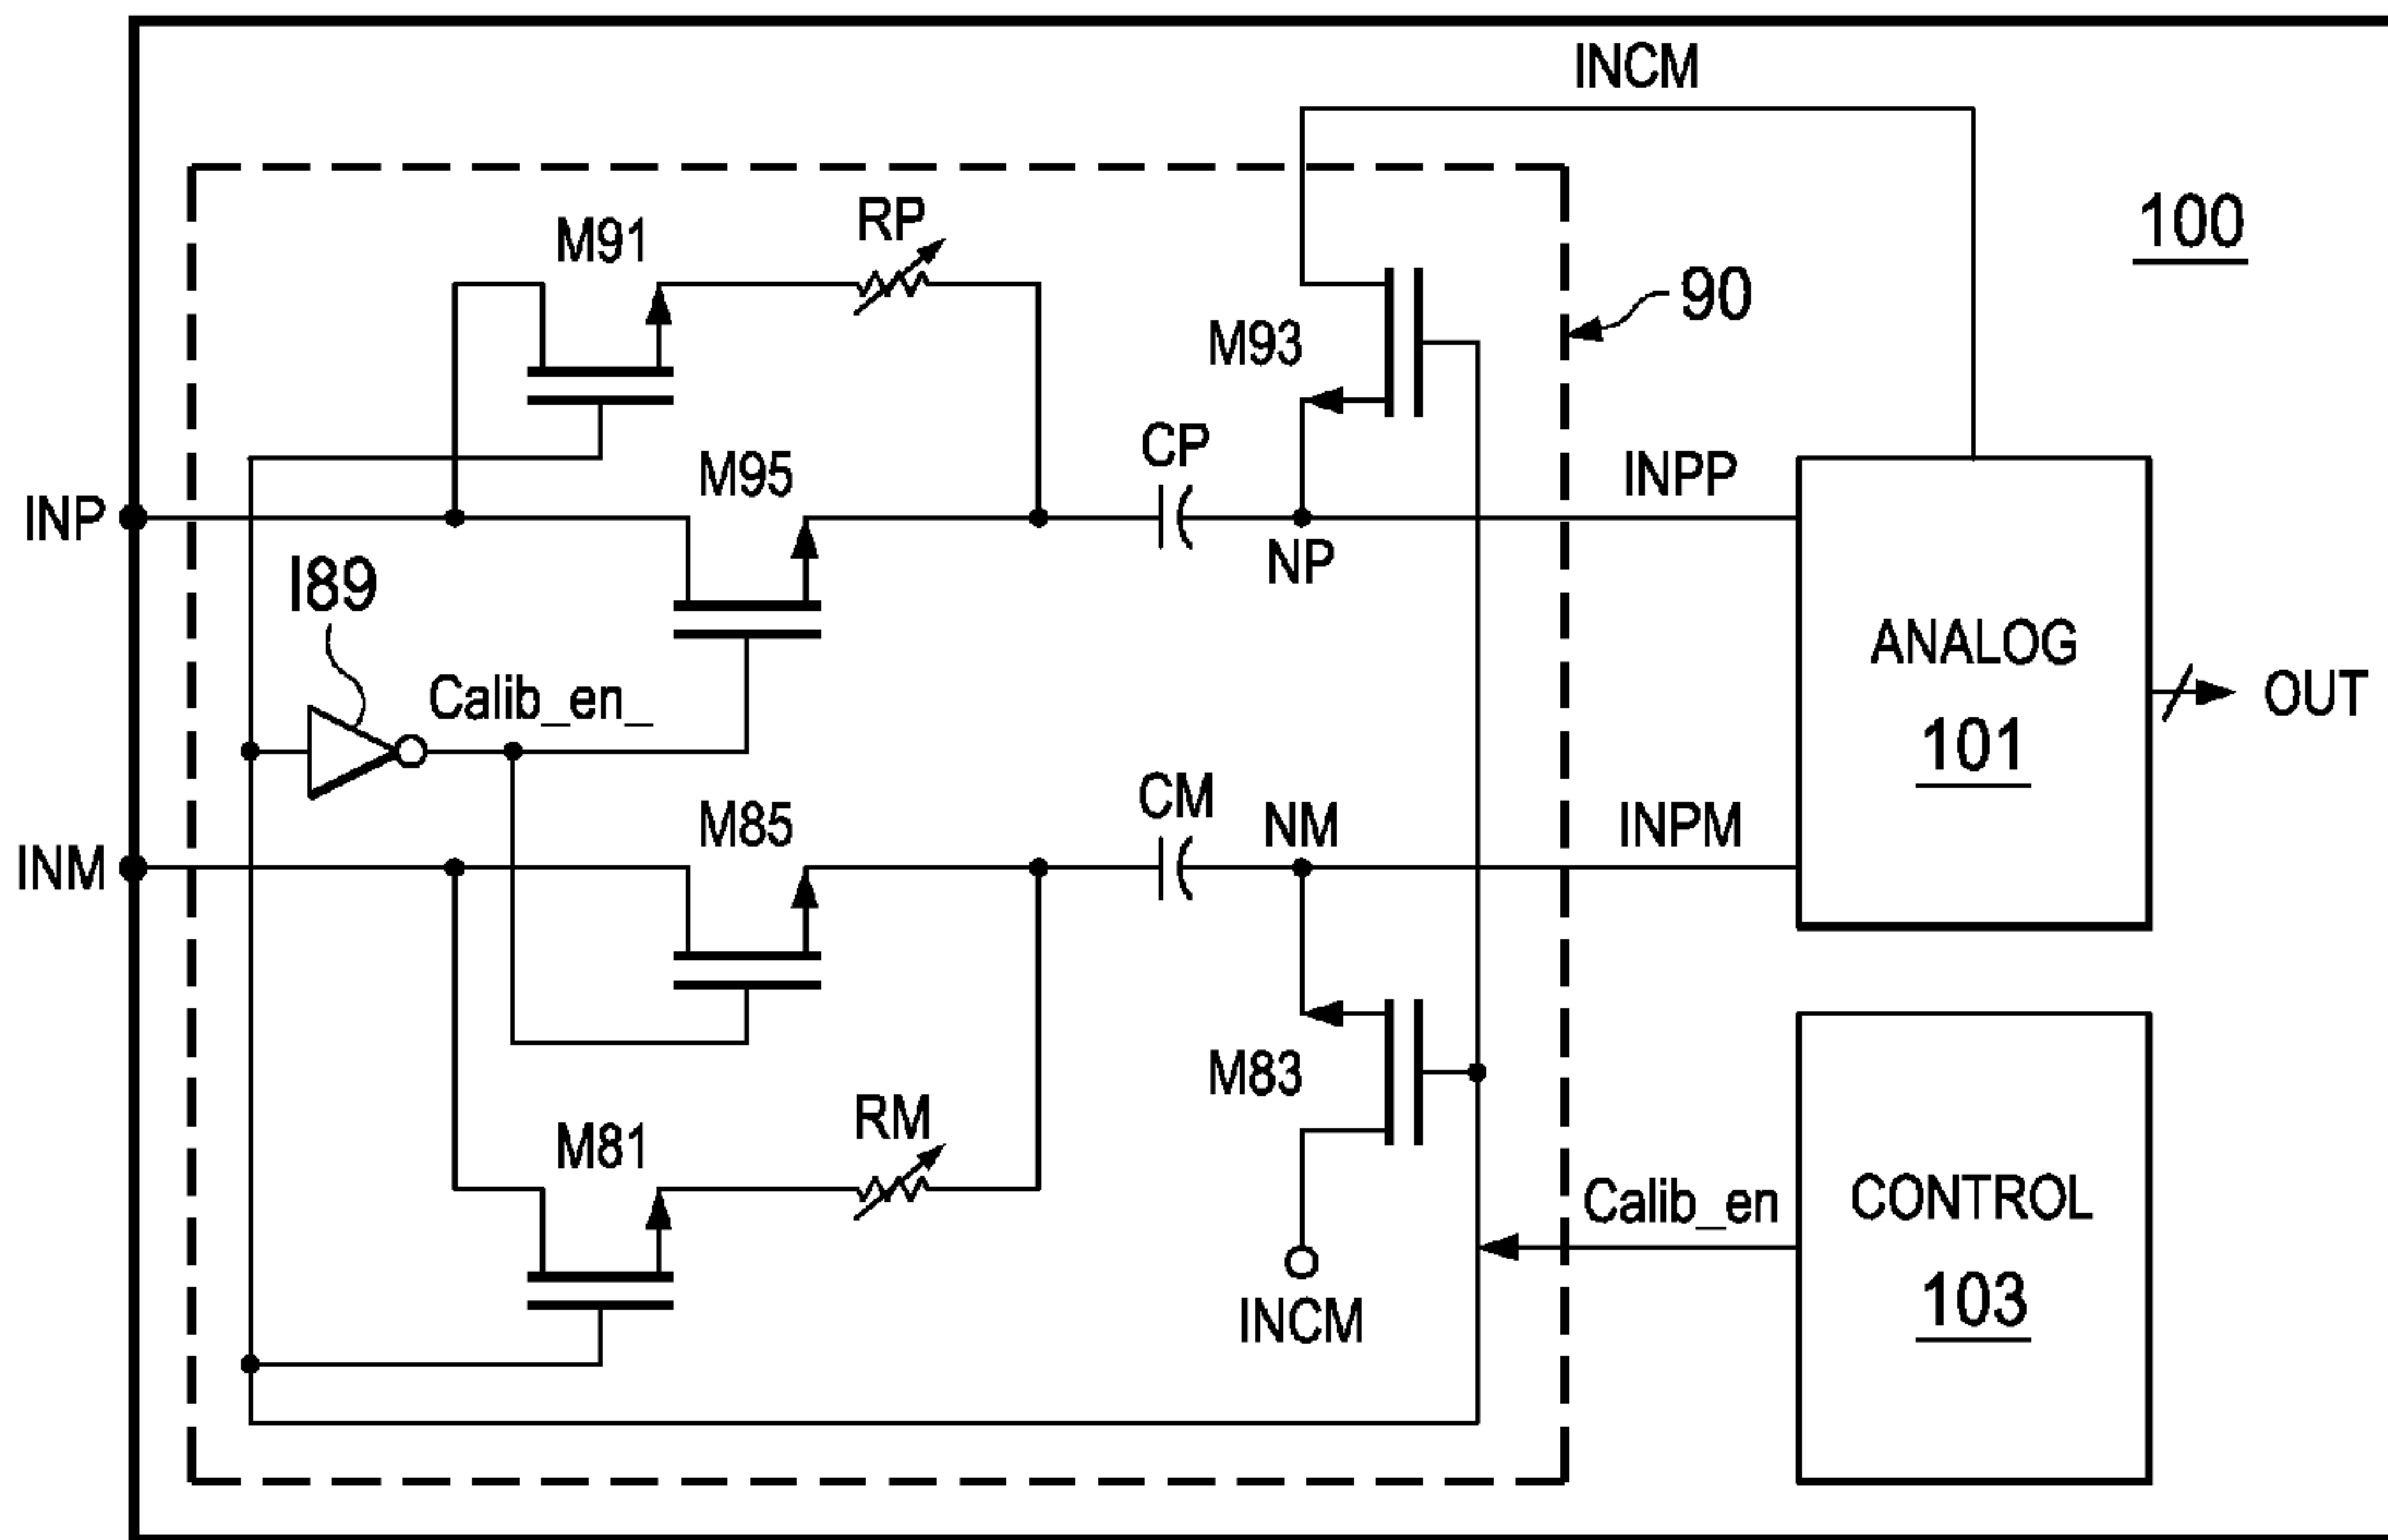 INCM
100
M91
RP
90
M93
CP
M95
INPP
INP
NP
I89
ANALOG
101
OUT
Calib_en_
CM
NM
INPM
M85
INM
M83
RM
M81
Calib_en
CONTROL
103
INCM